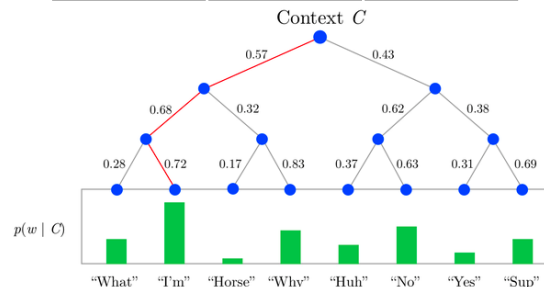 Context C
0.57 0.43
0.68 0.32 0.62 0.38
0.28 0.72 0.17 0.83 0.37 0.63 0.31 0.69
p(w | C)
“What” “I’m” “Horse” “Why” “Huh” “No” “Yes” “Sup”